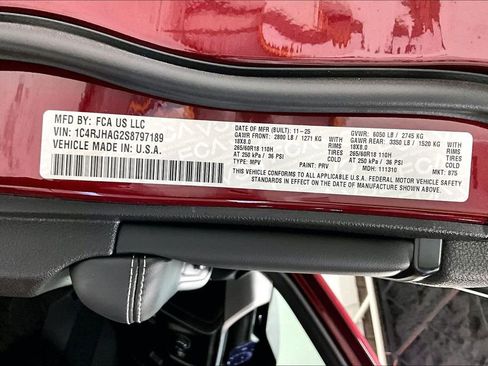 MFD BY: FCA US LLC
VIN: 1C4RJHAG2S8797189
VEHICLE MADE IN: U.S.A.
DATE OF MFR (BUILT): 11-25
GAWR FRONT: 2800 LB / 1271 KG
18X8.0 RIMS
265/60R18 110H TIRES
AT 250 kPa / 36 PSI COLD
TYPE: MPV
PAINT: PRV
GVWR: 6050 LB / 2745 KG
GAWR REAR: 3350 LB / 1520 KG
18X8.0 RIMS
265/60R18 110H TIRES
AT 250 kPa / 36 PSI COLD
MDH: 111310
MKT: 875
THIS VEHICLE CONFORMS TO ALL APPLICABLE U.S.A. FEDERAL MOTOR VEHICLE SAFETY
STANDARDS IN EFFECT ON THE DATE OF MANUFACTURE SHOWN ABOVE.